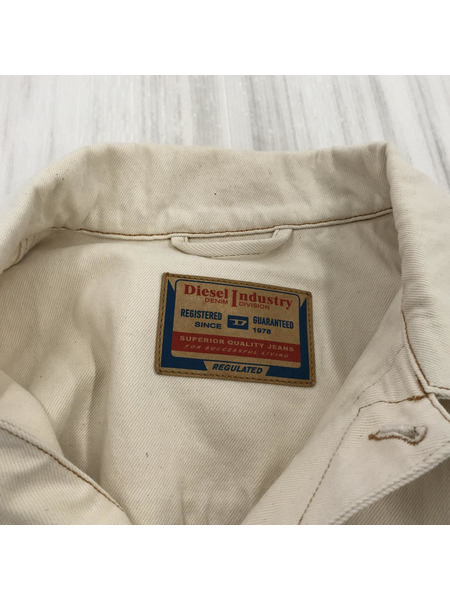 Diesel Industry
DENIM DIVISION
REGISTERED D GUARANTEED
SINCE 1978
SUPERIOR QUALITY JEANS
FOR SUCCESSFUL LIVING
REGULATED